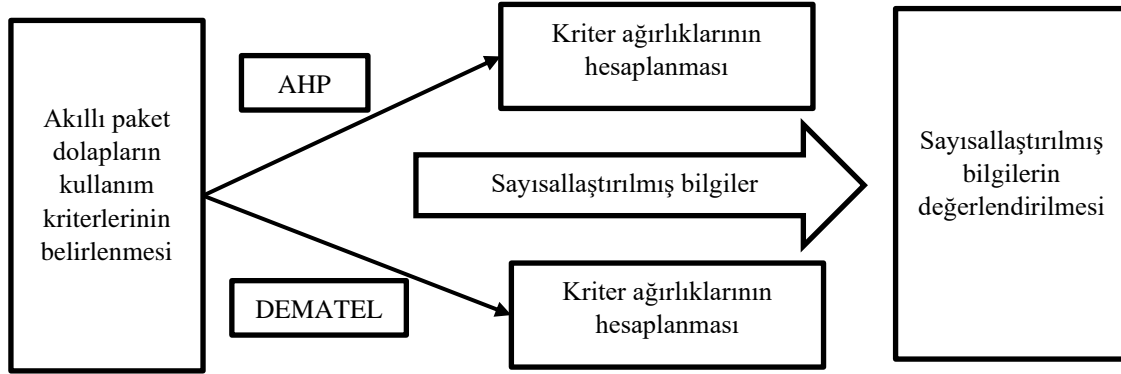 Akıllı paket
dolapların
kullanım
kriterlerinin
belirlenmesi
AHP
DEMATEL
Kriter ağırlıklarının
hesaplanması
Sayısallaştırılmış bilgiler
Kriter ağırlıklarının
hesaplanması
Sayısallaştırılmış
bilgilerin
değerlendirilmesi